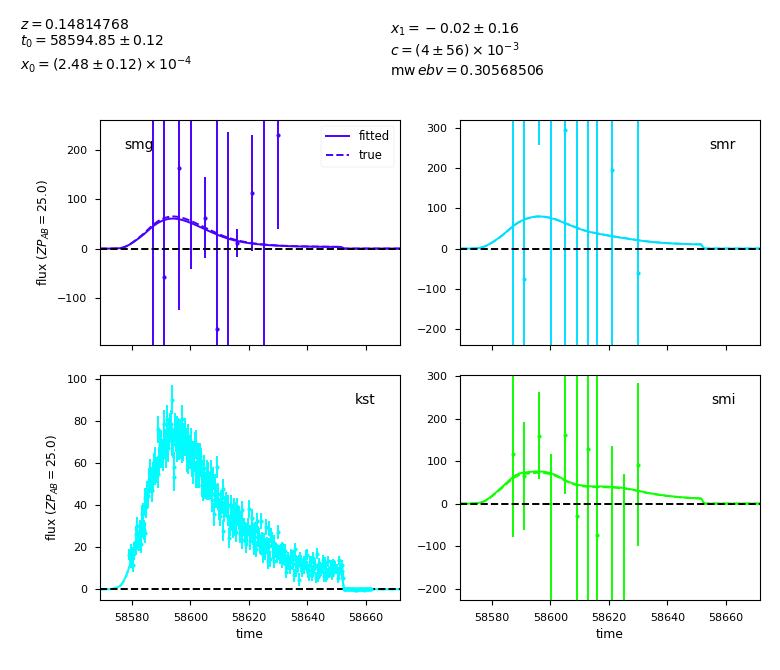 z = 0.14814768
t₀ = 58594.85 ± 0.12
x₀ = (2.48 ± 0.12) × 10⁻⁴
x₁ = −0.02 ± 0.16
c = (4 ± 56) × 10⁻³
mw ebv = 0.30568506
smg
fitted
true
200
100
0
−100
flux (ZP_AB = 25.0)
smr
300
200
100
0
−100
−200
kst
100
80
60
40
20
0
flux (ZP_AB = 25.0)
58580 58600 58620 58640 58660
time
smi
300
200
100
0
−100
−200
58580 58600 58620 58640 58660
time